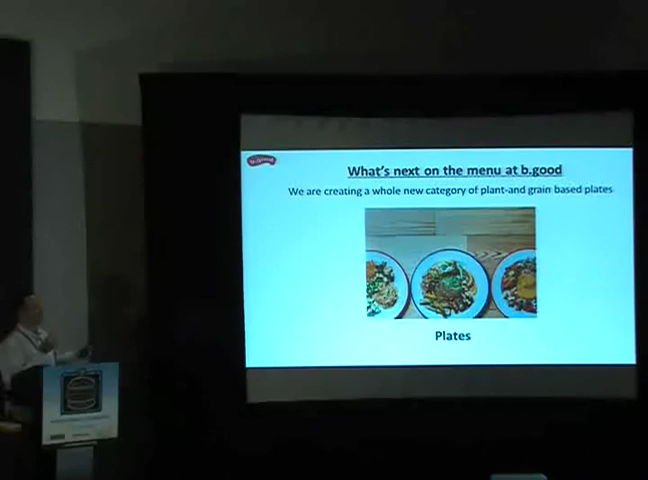 b.good
What's next on the menu at b.good
We are creating a whole new category of plant-and grain based plates
Plates